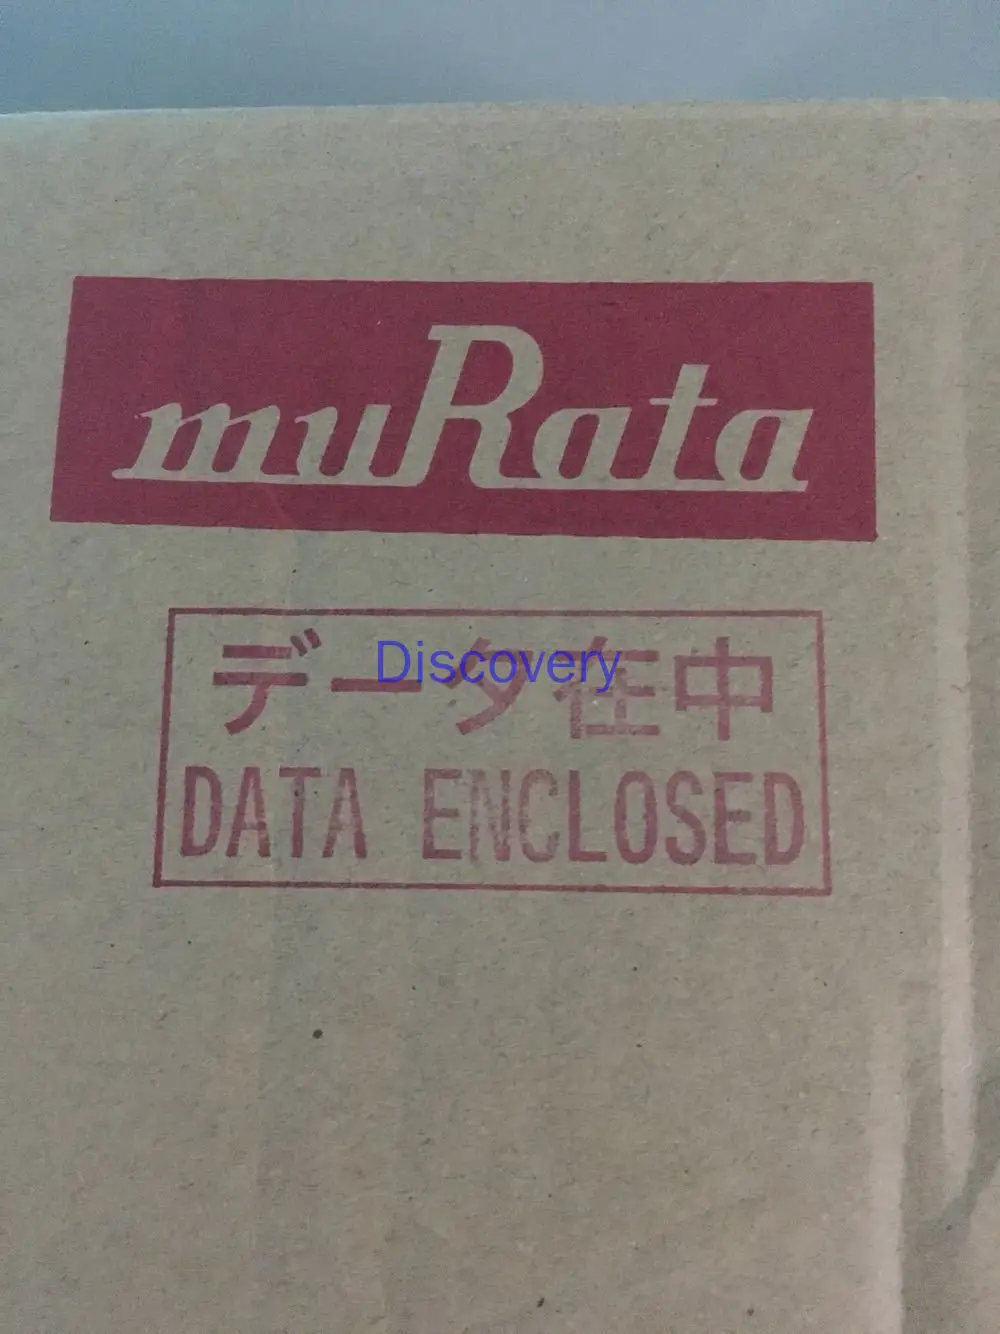 muRata
データ在中
Discovery
DATA ENCLOSED